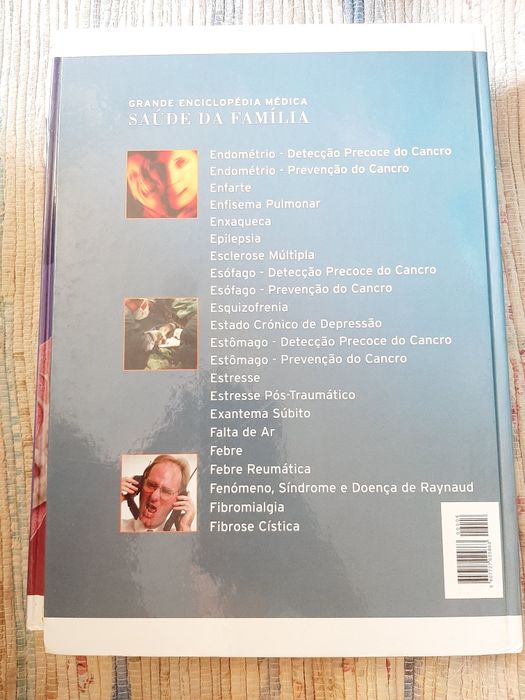 GRANDE ENCICLOPÉDIA MÉDICA
SAÚDE DA FAMÍLIA
Endométrio - Detecção Precoce do Cancro
Endométrio - Prevenção do Cancro
Enfarte
Enfisema Pulmonar
Enxaqueca
Epilepsia
Esclerose Múltipla
Esófago - Detecção Precoce do Cancro
Esófago - Prevenção do Cancro
Esquizofrenia
Estado Crónico de Depressão
Estômago - Detecção Precoce do Cancro
Estômago - Prevenção do Cancro
Estresse
Estresse Pós-Traumático
Exantema Súbito
Falta de Ar
Febre
Febre Reumática
Fenómeno, Síndrome e Doença de Raynaud
Fibromialgia
Fibrose Cística